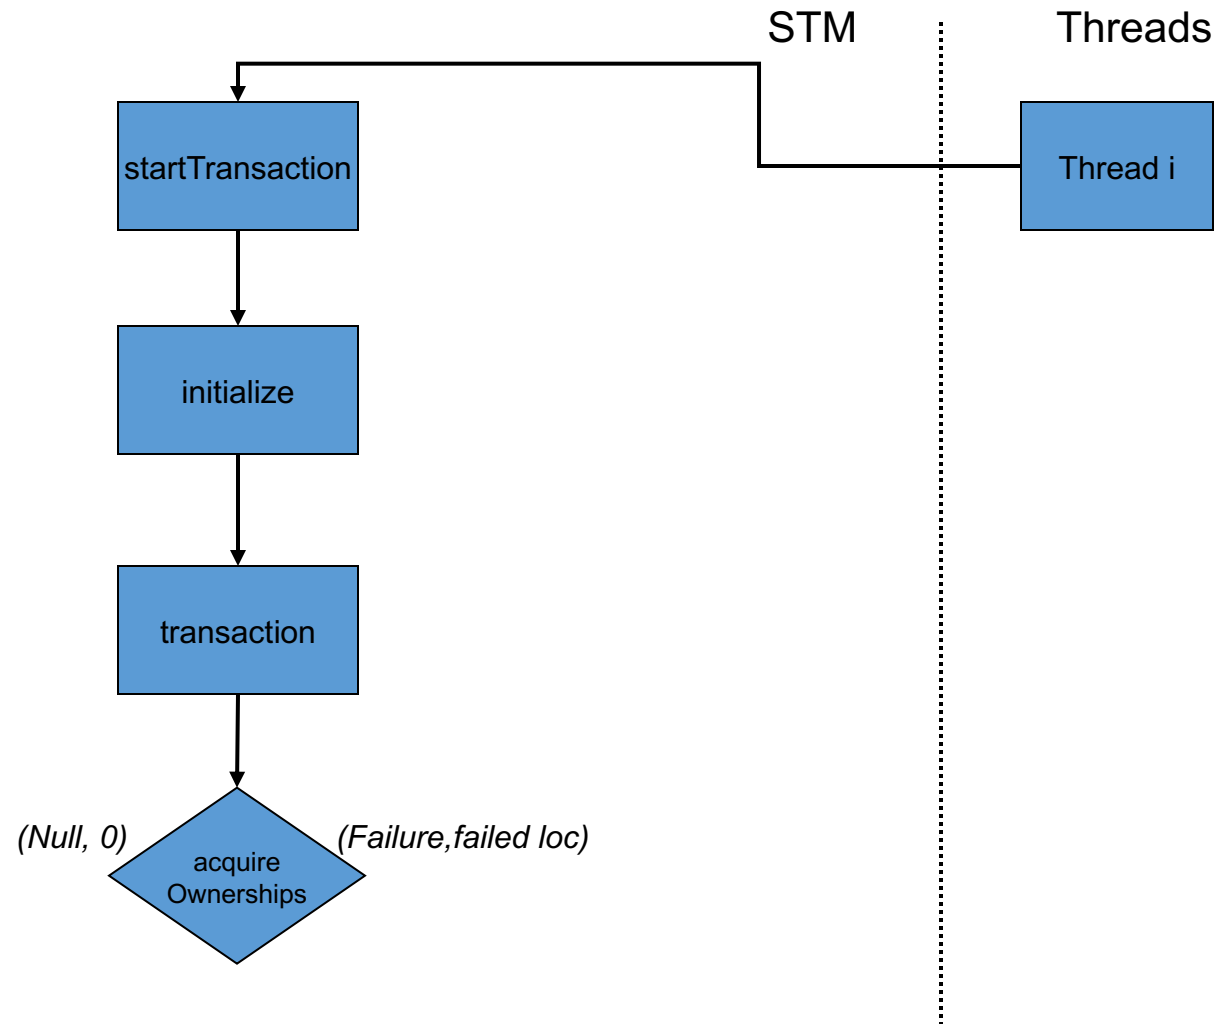 STM
Threads
startTransaction
Thread i
initialize
transaction
(Null, 0)
(Failure,failed loc)
acquire
Ownerships